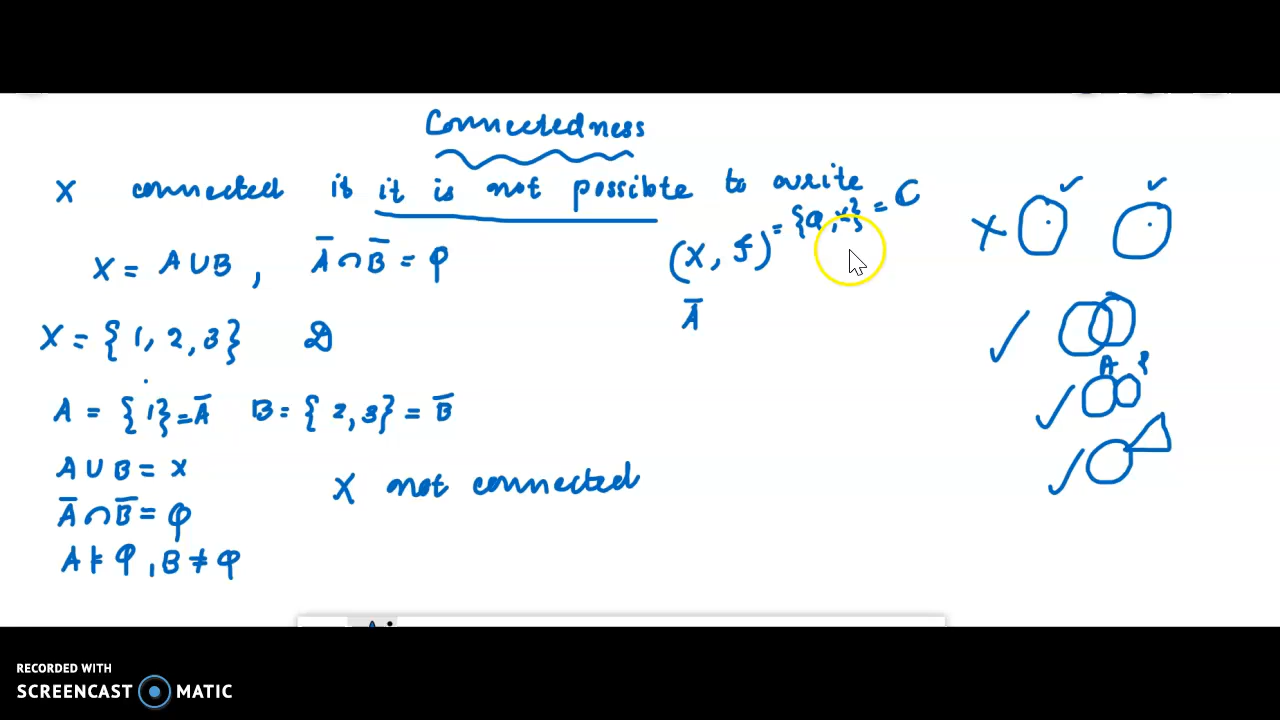 Connectedness
X connected if it is not possible to write
X = A ∪ B , A̅ ∩ B̅ = φ
(X, ℱ) = {φ, X} = C
A̅
X = {1, 2, 3} D
A = {1} = A̅ B = {2, 3} = B̅
A ∪ B = X
A̅ ∩ B̅ = φ
A ≠ φ , B ≠ φ
X not connected
A
RECORDED WITH
SCREENCAST MATIC